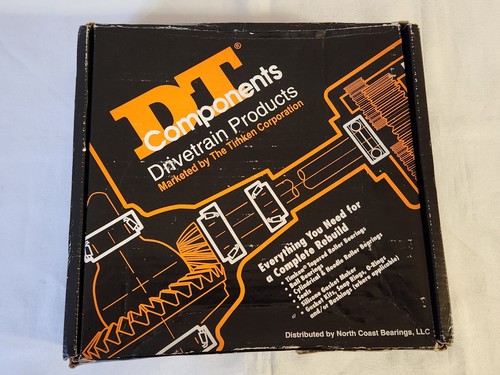 DT®
Components
Drivetrain Products
Marketed by The Timken Corporation
Everything You Need for
a Complete Rebuild
• Timken® Tapered Roller Bearings
• Ball Bearings
• Cylindrical & Needle Roller Bearings
• Seals
• Silicone Gasket Maker
• Gasket Kits, Snap Rings, O-Rings
and/or Bushings (where applicable)
Distributed by North Coast Bearings, LLC